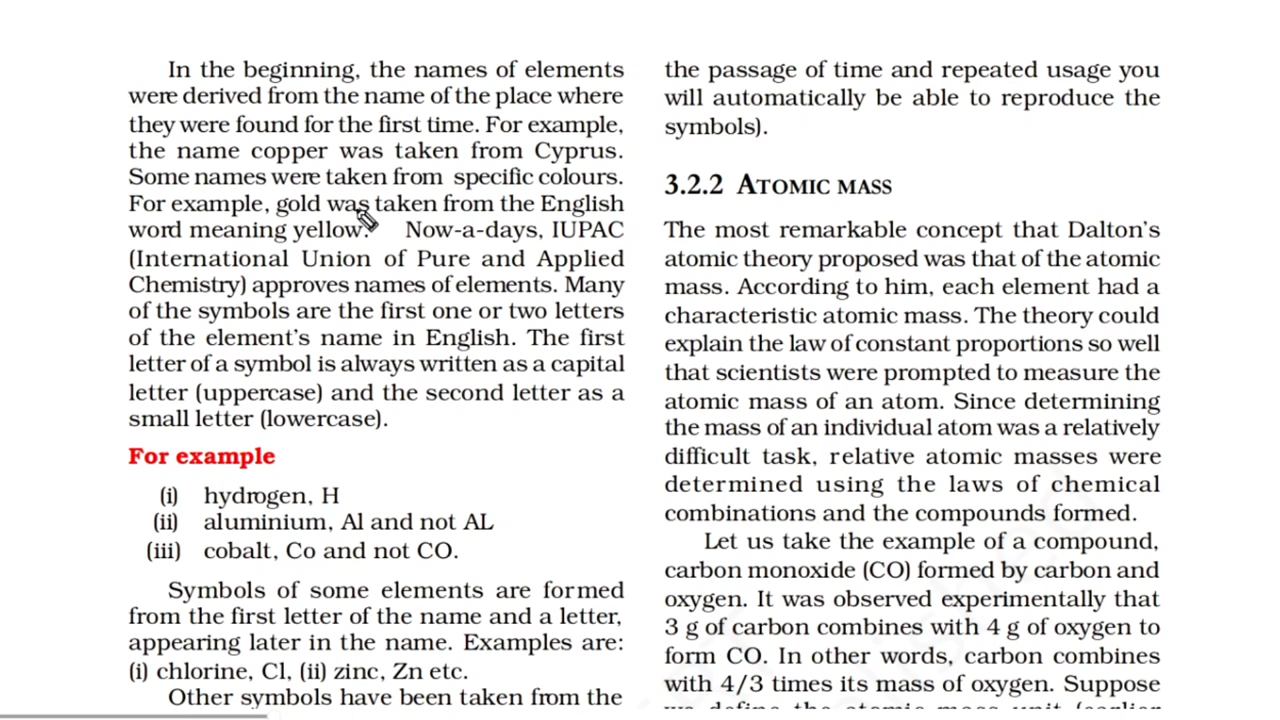 In the beginning, the names of elements
were derived from the name of the place where
they were found for the first time. For example,
the name copper was taken from Cyprus.
Some names were taken from specific colours.
For example, gold was taken from the English
word meaning yellow. Now-a-days, IUPAC
(International Union of Pure and Applied
Chemistry) approves names of elements. Many
of the symbols are the first one or two letters
of the element's name in English. The first
letter of a symbol is always written as a capital
letter (uppercase) and the second letter as a
small letter (lowercase).
For example
(i) hydrogen, H
(ii) aluminium, Al and not AL
(iii) cobalt, Co and not CO.
Symbols of some elements are formed
from the first letter of the name and a letter,
appearing later in the name. Examples are:
(i) chlorine, Cl, (ii) zinc, Zn etc.
Other symbols have been taken from the
the passage of time and repeated usage you
will automatically be able to reproduce the
symbols).
3.2.2 ATOMIC MASS
The most remarkable concept that Dalton's
atomic theory proposed was that of the atomic
mass. According to him, each element had a
characteristic atomic mass. The theory could
explain the law of constant proportions so well
that scientists were prompted to measure the
atomic mass of an atom. Since determining
the mass of an individual atom was a relatively
difficult task, relative atomic masses were
determined using the laws of chemical
combinations and the compounds formed.
Let us take the example of a compound,
carbon monoxide (CO) formed by carbon and
oxygen. It was observed experimentally that
3 g of carbon combines with 4 g of oxygen to
form CO. In other words, carbon combines
with 4/3 times its mass of oxygen. Suppose